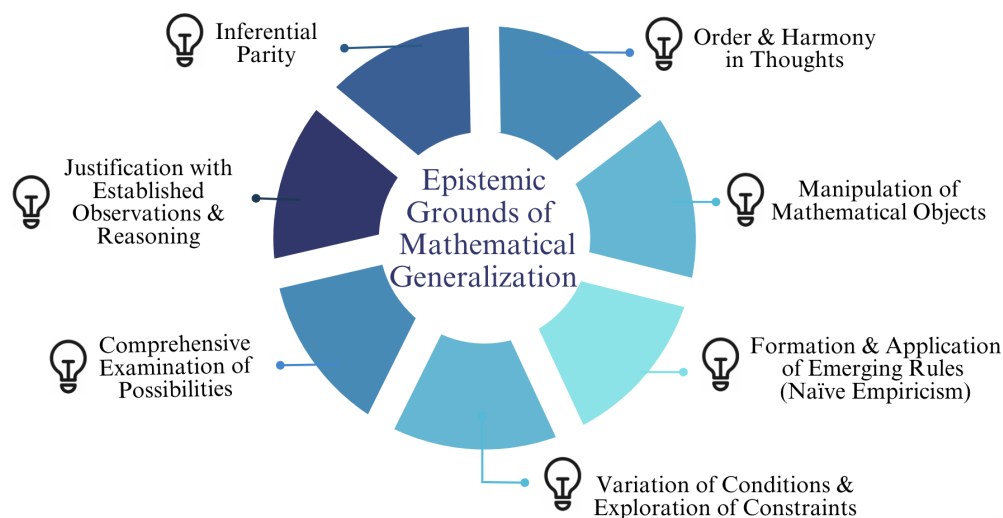 Inferential
Parity
Order & Harmony
in Thoughts
Justification with
Established
Observations &
Reasoning
Epistemic
Grounds of
Mathematical
Generalization
Manipulation of
Mathematical Objects
Comprehensive
Examination of
Possibilities
Formation & Application
of Emerging Rules
(Naïve Empiricism)
Variation of Conditions &
Exploration of Constraints